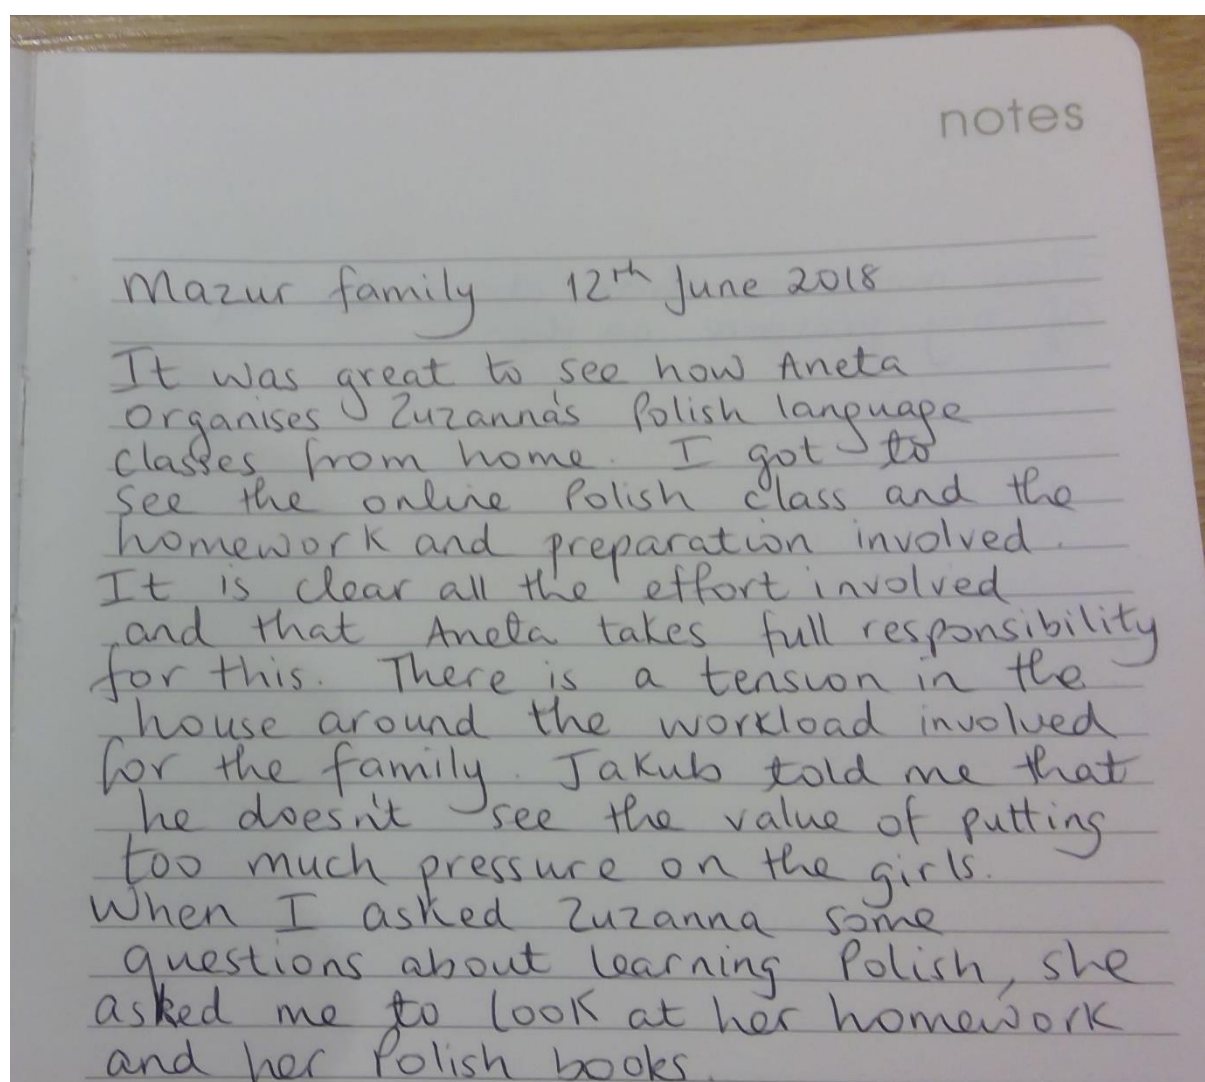 notes
Mazur family 12th June 2018
It was great to see how Aneta
organises Zuzanna's Polish language
classes from home. I got to
see the online Polish class and the
homework and preparation involved.
It is clear all the effort involved
and that Aneta takes full responsibility
for this. There is a tension in the
house around the workload involved
for the family. Jakub told me that
he doesn't see the value of putting
too much pressure on the girls.
When I asked Zuzanna some
questions about learning Polish, she
asked me to look at her homework
and her Polish books.